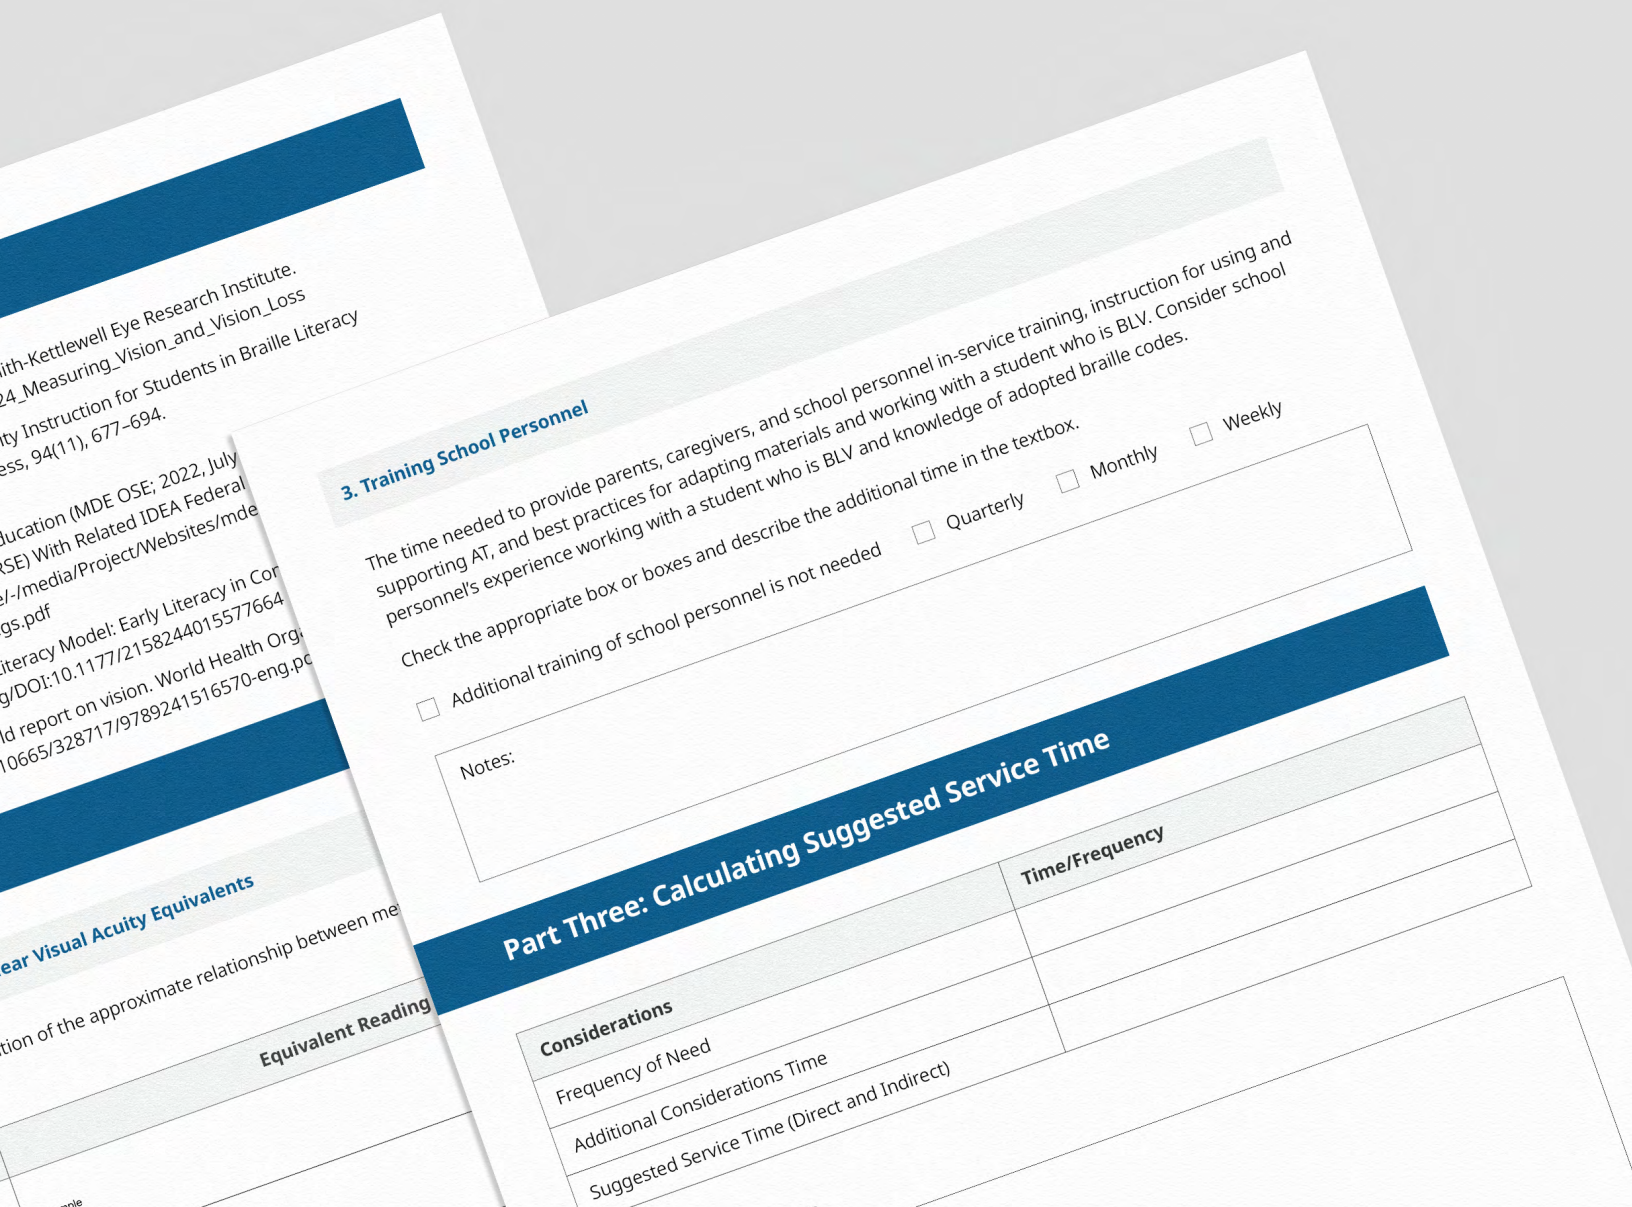 ith-Kettlewell Eye Research Institute.
24_Measuring_Vision_and_Vision_Loss
ity Instruction for Students in Braille Literacy
ess, 94(11), 677–694.
ducation (MDE OSE; 2022, July
RSE) With Related IDEA Federal
e/-/media/Project/Websites/mde
gs.pdf
iteracy Model: Early Literacy in Con
g/DOI:10.1177/2158244015577664
ld report on vision. World Health Orga
10665/328717/9789241516570-eng.pd
ear Visual Acuity Equivalents
tion of the approximate relationship between me
Equivalent Reading
mple
3. Training School Personnel
The time needed to provide parents, caregivers, and school personnel in-service training, instruction for using and
supporting AT, and best practices for adapting materials and working with a student who is BLV. Consider school
personnel’s experience working with a student who is BLV and knowledge of adopted braille codes.
Check the appropriate box or boxes and describe the additional time in the textbox.
Additional training of school personnel is not needed Quarterly Monthly Weekly
Notes:
Part Three: Calculating Suggested Service Time
Considerations Time/Frequency
Frequency of Need
Additional Considerations Time
Suggested Service Time (Direct and Indirect)